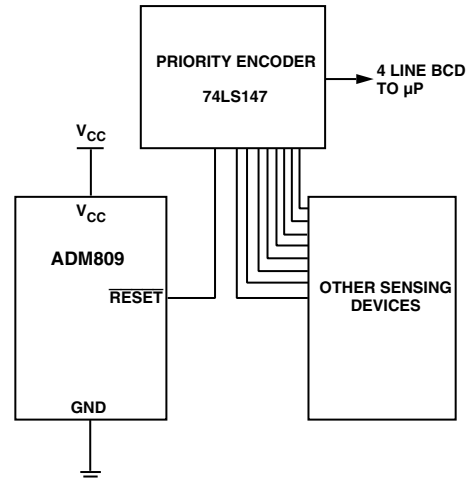 PRIORITY ENCODER
74LS147
4 LINE BCD
TO µP
VCC
VCC
ADM809
RESET
GND
OTHER SENSING
DEVICES